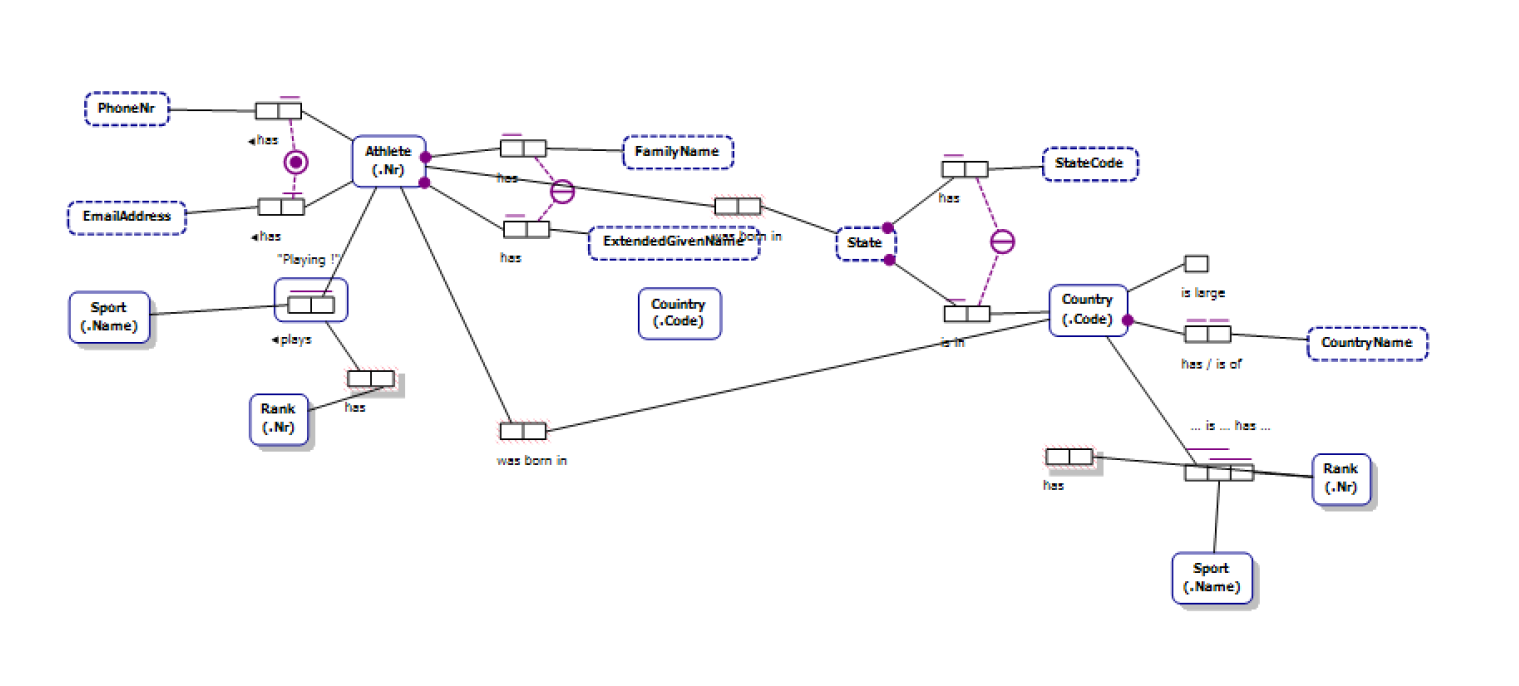 PhoneNr
◄has
Athlete
(.Nr)
has
FamilyName
StateCode
has
EmailAddress
◄has
has
ExtendedGivenName
was born in
State
"Playing !"
Sport
(.Name)
◄plays
Couintry
(.Code)
is in
Country
(.Code)
is large
has / is of
CountryName
Rank
(.Nr)
has
was born in
... is ... has ...
has
Rank
(.Nr)
Sport
(.Name)